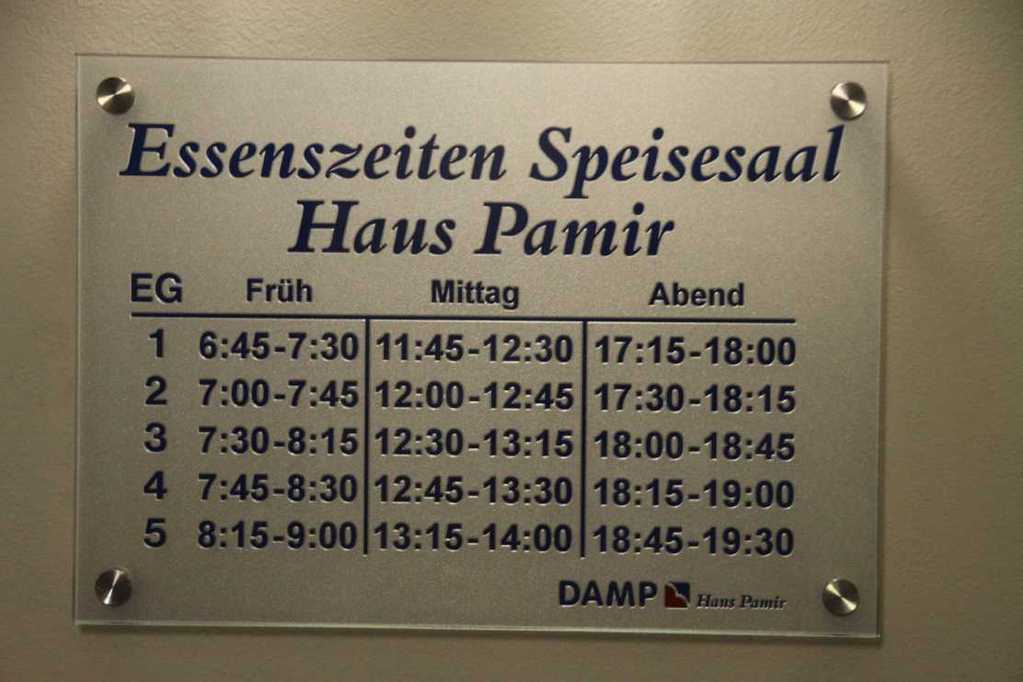 Essenszeiten Speisesaal
Haus Pamir
EG Früh Mittag Abend
1 6:45-7:30 11:45-12:30 17:15-18:00
2 7:00-7:45 12:00-12:45 17:30-18:15
3 7:30-8:15 12:30-13:15 18:00-18:45
4 7:45-8:30 12:45-13:30 18:15-19:00
5 8:15-9:00 13:15-14:00 18:45-19:30
DAMP Haus Pamir